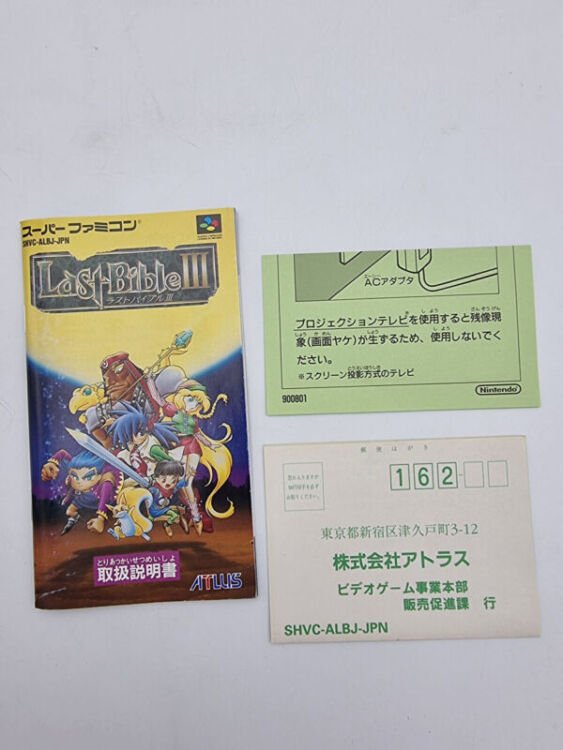 スーパー ファミコン
SHVC-ALBJ-JPN
Last Bible III
ラストバイブル III
とりあつかいせつめいしょ
取扱説明書
ATLUS
ACアダプタ
プロジェクションテレビを使用すると残像現
象(画面ヤケ)が生ずるため、使用しないでく
ださい。
※スクリーン投影方式のテレビ
900801
Nintendo
郵便はがき
162-
東京都新宿区津久戸町3-12
株式会社アトラス
ビデオゲーム事業本部
販売促進課 行
SHVC-ALBJ-JPN